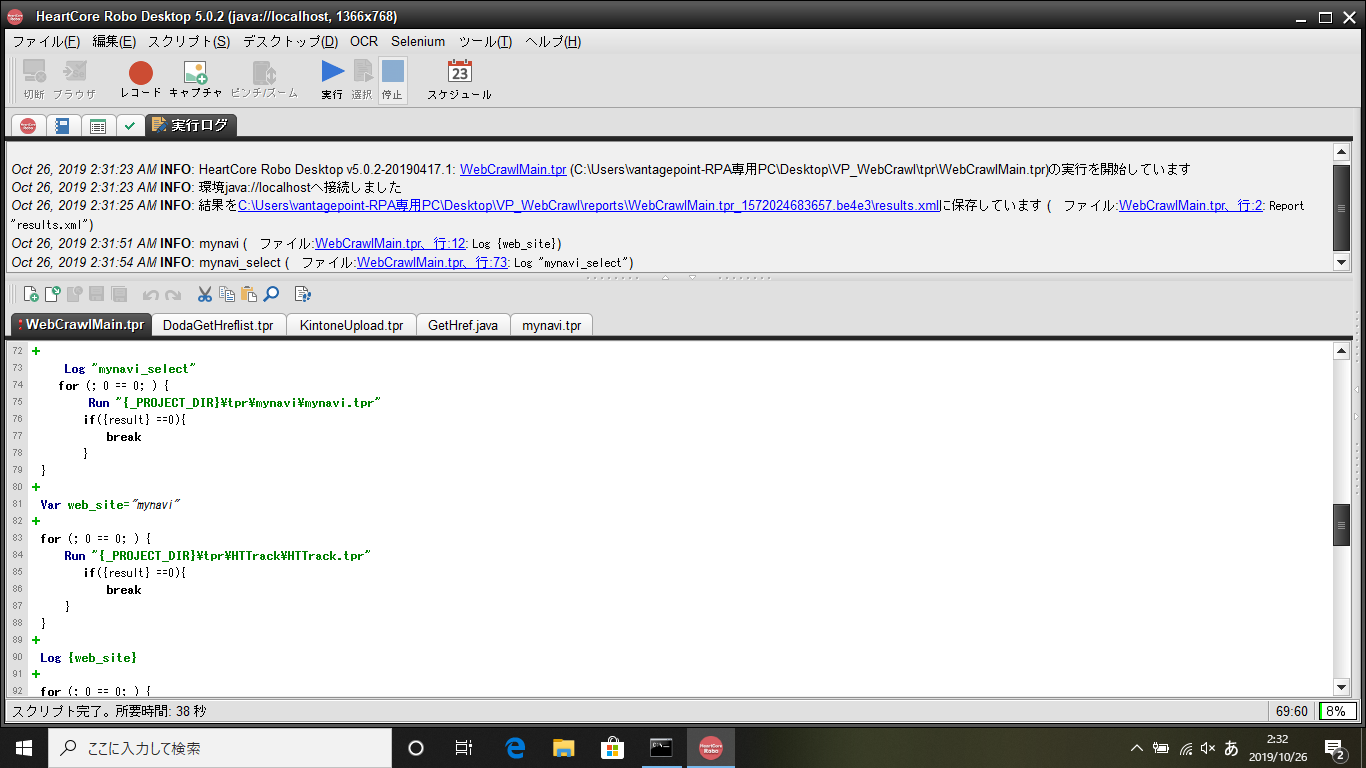 HeartCore Robo Desktop 5.0.2 (java://localhost, 1366x768)
ファイル(F) 編集(E) スクリプト(S) デスクトップ(D) OCR Selenium ツール(T) ヘルプ(H)
23
切断 ブラウザ レコード キャプチャ ピンチ/ズーム 実行 選択 停止 スケジュール
実行ログ
Oct 26, 2019 2:31:23 AM INFO: HeartCore Robo Desktop v5.0.2-20190417.1: WebCrawlMain.tpr (C:\Users\vantagepoint-RPA専用PC\Desktop\VP_WebCrawl\tpr\WebCrawlMain.tpr)の実行を開始しています
Oct 26, 2019 2:31:23 AM INFO: 環境java://localhostへ接続しました
Oct 26, 2019 2:31:25 AM INFO: 結果をC:\Users\vantagepoint-RPA専用PC\Desktop\VP_WebCrawl\reports\WebCrawlMain.tpr_1572024683657.be4e3\results.xmlに保存しています ( ファイル:WebCrawlMain.tpr、行:2: Report
"results.xml")
Oct 26, 2019 2:31:51 AM INFO: mynavi ( ファイル:WebCrawlMain.tpr、行:12: Log {web_site})
Oct 26, 2019 2:31:54 AM INFO: mynavi_select ( ファイル:WebCrawlMain.tpr、行:73: Log "mynavi_select")
WebCrawlMain.tpr DodaGetHreflist.tpr KintoneUpload.tpr GetHref.java mynavi.tpr
72 +
73 Log "mynavi_select"
74 for (; 0 == 0; ) {
75 Run "{_PROJECT_DIR}¥tpr¥mynavi¥mynavi.tpr"
76 if({result} ==0){
77 break
78 }
79 }
80 +
81 Var web_site="mynavi"
82 +
83 for (; 0 == 0; ) {
84 Run "{_PROJECT_DIR}¥tpr¥HTTrack¥HTTrack.tpr"
85 if({result} ==0){
86 break
87 }
88 }
89 +
90 Log {web_site}
91 +
92 for (; 0 == 0; ) {
スクリプト完了。所要時間: 38 秒 69:60 8%
ここに入力して検索 あ 2:32
2019/10/26 2